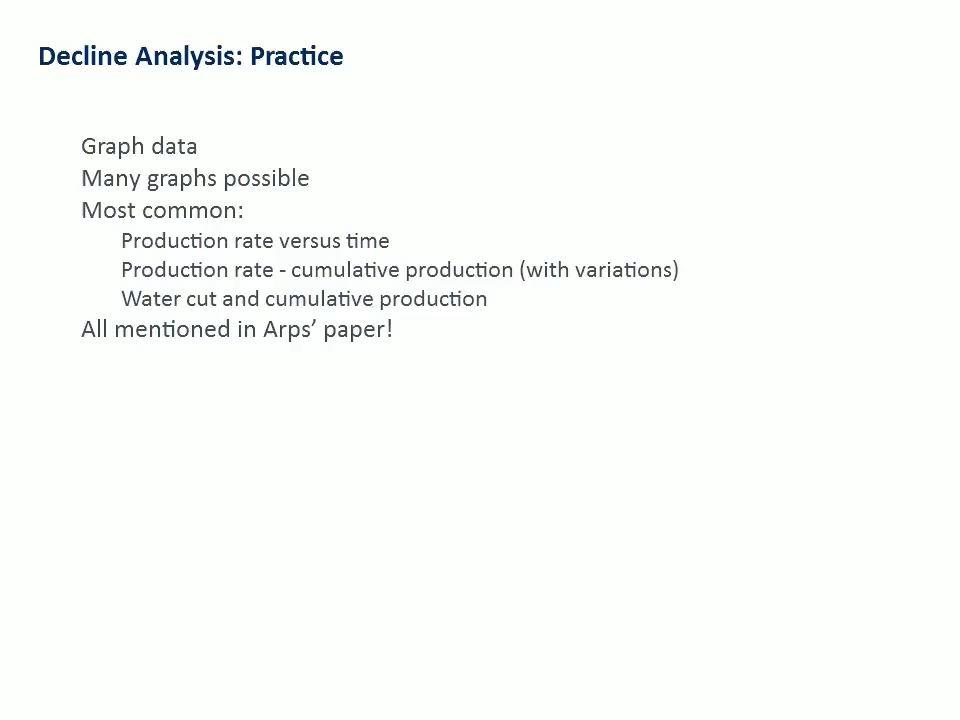 Decline Analysis: Practice
Graph data
Many graphs possible
Most common:
Production rate versus time
Production rate - cumulative production (with variations)
Water cut and cumulative production
All mentioned in Arps’ paper!